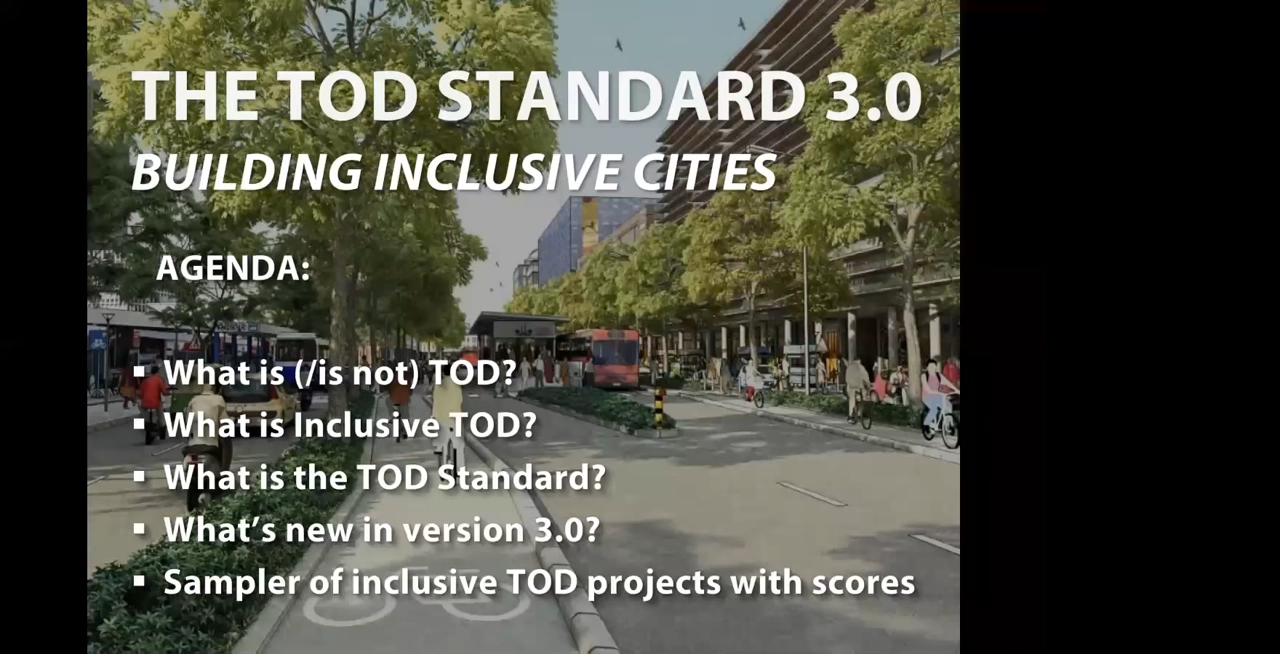 THE TOD STANDARD 3.0
BUILDING INCLUSIVE CITIES
AGENDA:
▪ What is (/is not) TOD?
▪ What is Inclusive TOD?
▪ What is the TOD Standard?
▪ What's new in version 3.0?
▪ Sampler of inclusive TOD projects with scores